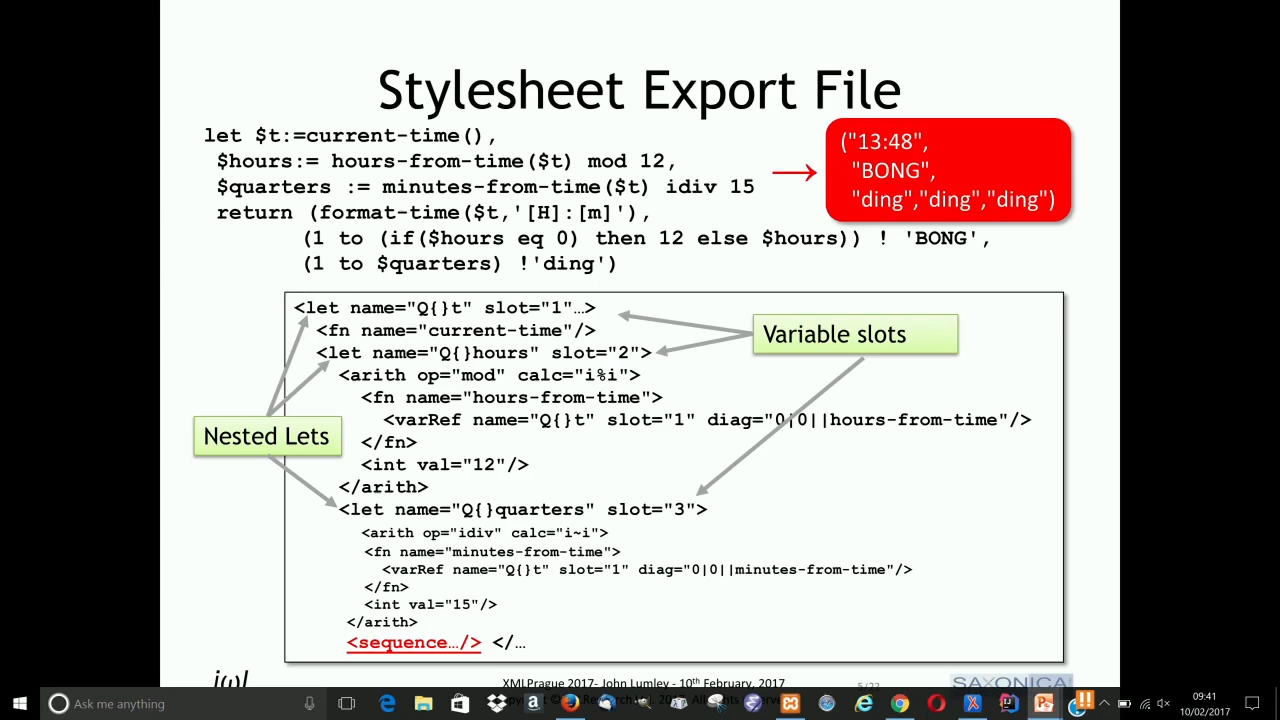 Stylesheet Export File
let $t:=current-time(),
$hours:= hours-from-time($t) mod 12,
$quarters := minutes-from-time($t) idiv 15
return (format-time($t,'[H]:[m]'),
(1 to (if($hours eq 0) then 12 else $hours)) ! 'BONG',
(1 to $quarters) !'ding')
→
("13:48",
"BONG",
"ding","ding","ding")
<let name="Q{}t" slot="1"…>
<fn name="current-time"/>
<let name="Q{}hours" slot="2">
<arith op="mod" calc="i%i">
<fn name="hours-from-time">
<varRef name="Q{}t" slot="1" diag="0|0||hours-from-time"/>
</fn>
<int val="12"/>
</arith>
<let name="Q{}quarters" slot="3">
<arith op="idiv" calc="i~i">
<fn name="minutes-from-time">
<varRef name="Q{}t" slot="1" diag="0|0||minutes-from-time"/>
</fn>
<int val="15"/>
</arith>
<sequence…/> </…
Variable slots
Nested Lets
XMLPrague 2017- John Lumley - 10th February, 2017
5/22
SAXONICA
Ask me anything
09:41
10/02/2017